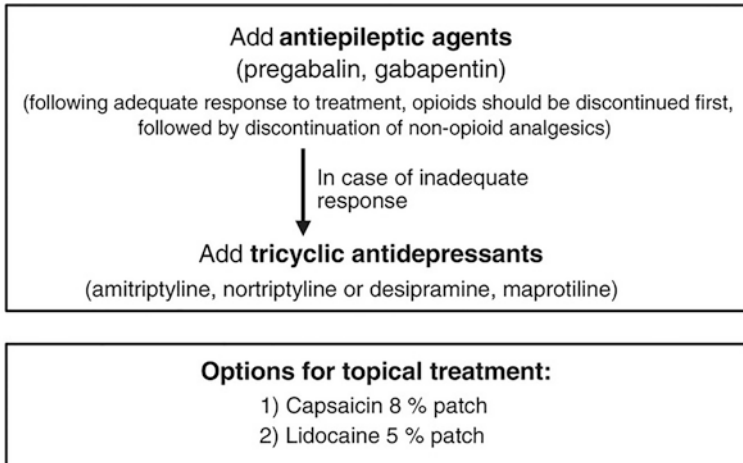 Add antiepileptic agents
(pregabalin, gabapentin)
(following adequate response to treatment, opioids should be discontinued first,
followed by discontinuation of non-opioid analgesics)
In case of inadequate
response
Add tricyclic antidepressants
(amitriptyline, nortriptyline or desipramine, maprotiline)
Options for topical treatment:
1) Capsaicin 8 % patch
2) Lidocaine 5 % patch